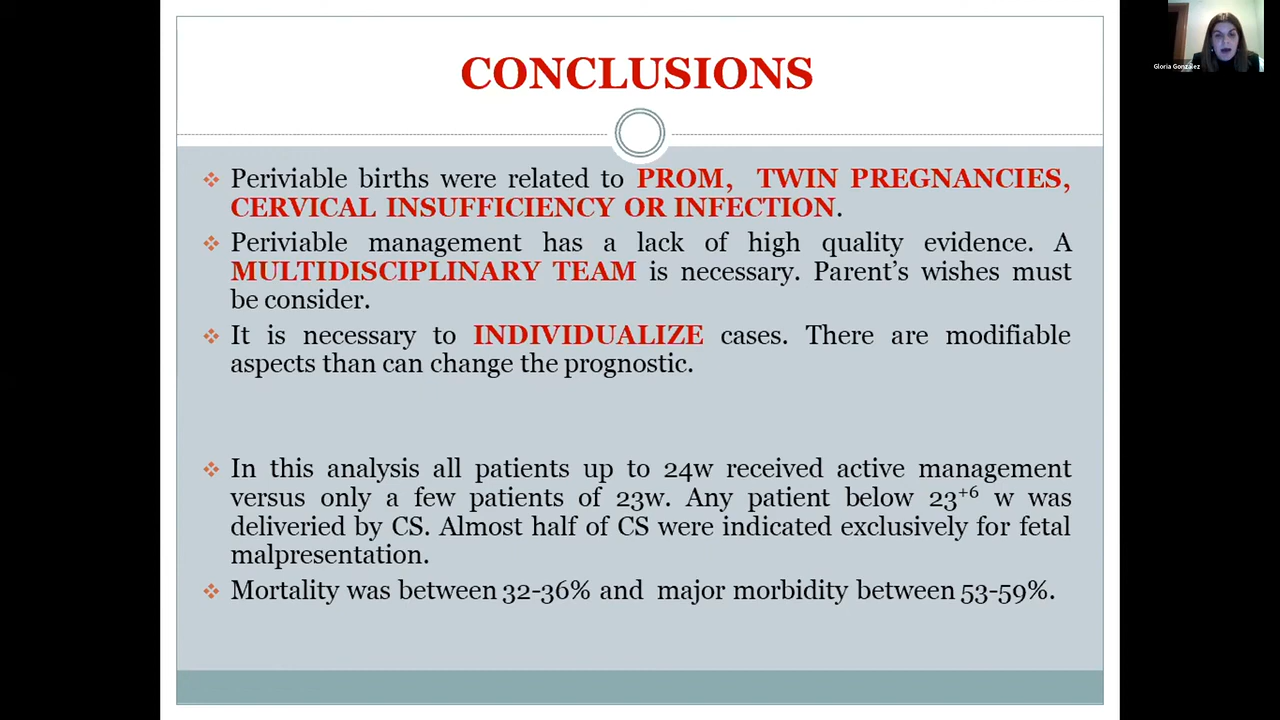 CONCLUSIONS
Gloria González
Periviable births were related to PROM, TWIN PREGNANCIES,
CERVICAL INSUFFICIENCY OR INFECTION.
Periviable management has a lack of high quality evidence. A
MULTIDISCIPLINARY TEAM is necessary. Parent's wishes must
be consider.
It is necessary to INDIVIDUALIZE cases. There are modifiable
aspects than can change the prognostic.
In this analysis all patients up to 24w received active management
versus only a few patients of 23w. Any patient below 23+6 w was
deliveried by CS. Almost half of CS were indicated exclusively for fetal
malpresentation.
Mortality was between 32-36% and major morbidity between 53-59%.